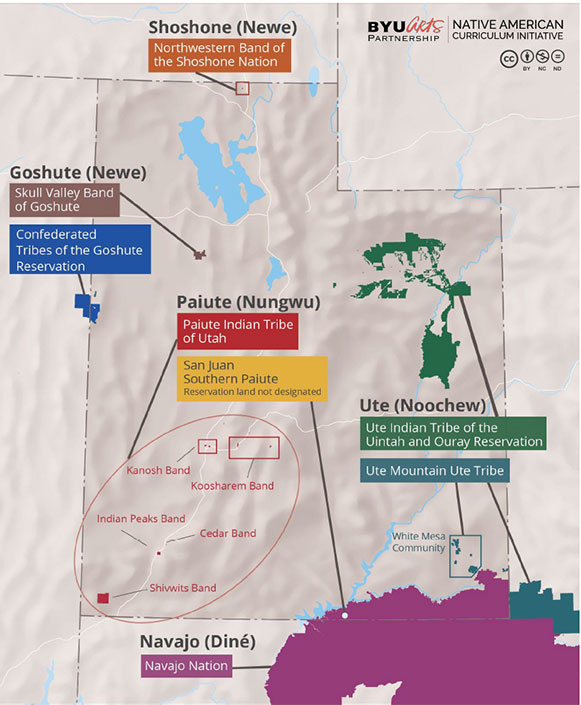 Shoshone (Newe)
Northwestern Band of
the Shoshone Nation
BYU Arts
PARTNERSHIP
NATIVE AMERICAN
CURRICULUM INITIATIVE
cc
BY NC ND
Goshute (Newe)
Skull Valley Band
of Goshute
Confederated
Tribes of the Goshute
Reservation
Paiute (Nungwu)
Paiute Indian Tribe
of Utah
San Juan
Southern Paiute
Reservation land not designated
Ute (Noochew)
Ute Indian Tribe of the
Uintah and Ouray Reservation
Ute Mountain Ute Tribe
Kanosh Band
Koosharem Band
Indian Peaks Band
Cedar Band
White Mesa
Community
Shivwits Band
Navajo (Diné)
Navajo Nation